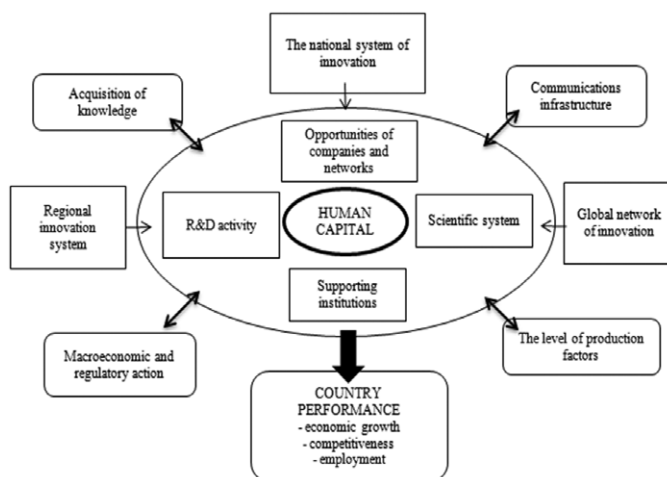 The national system of
innovation
Acquisition of
knowledge
Communications
infrastructure
Opportunities of
companies and
networks
Regional
innovation
system
R&D activity
HUMAN
CAPITAL
Scientific system
Global network
of innovation
Supporting
institutions
Macroeconomic and
regulatory action
The level of production
factors
COUNTRY
PERFORMANCE
- economic growth
- competitiveness
- employment